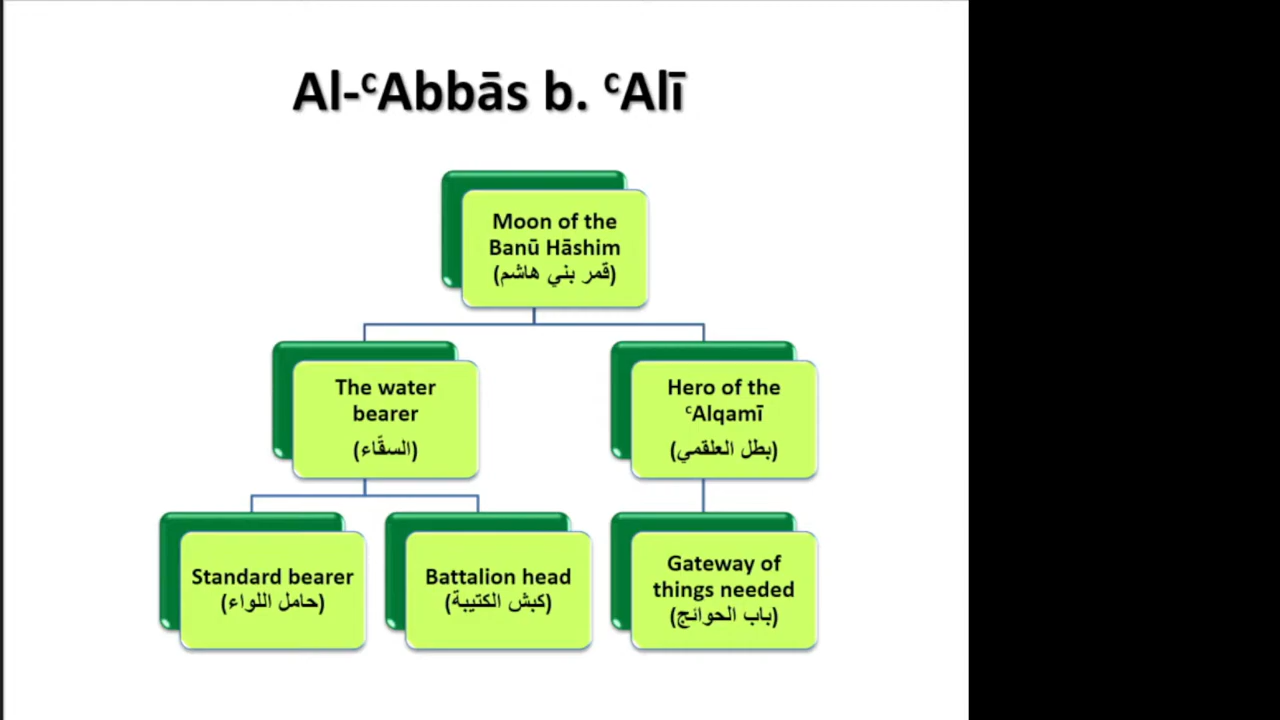 Al-ᶜAbbās b. ᶜAlī
Moon of the
Banū Hāshim
(قمر بني هاشم)
The water
bearer
(السقّاء)
Hero of the
ᶜAlqamī
(بطل العلقمي)
Standard bearer
(حامل اللواء)
Battalion head
(كبش الكتيبة)
Gateway of
things needed
(باب الحوائج)